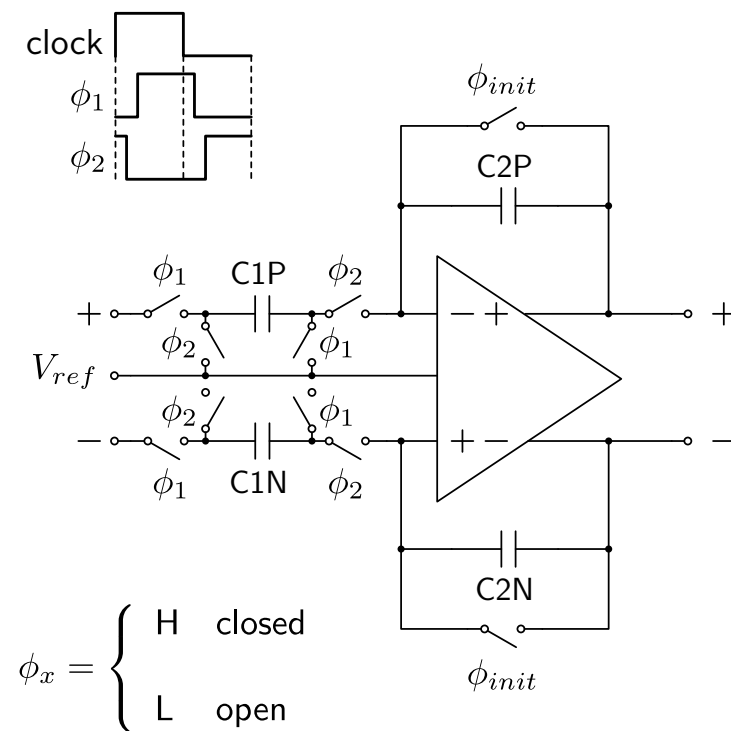 clock
ϕ1
ϕ2
ϕinit
C2P
ϕ1
C1P
ϕ2
+
− +
+
ϕ2
ϕ1
Vref
ϕ2
ϕ1
−
+ −
−
ϕ1
C1N
ϕ2
C2N
ϕinit
H closed
ϕx = {
L open